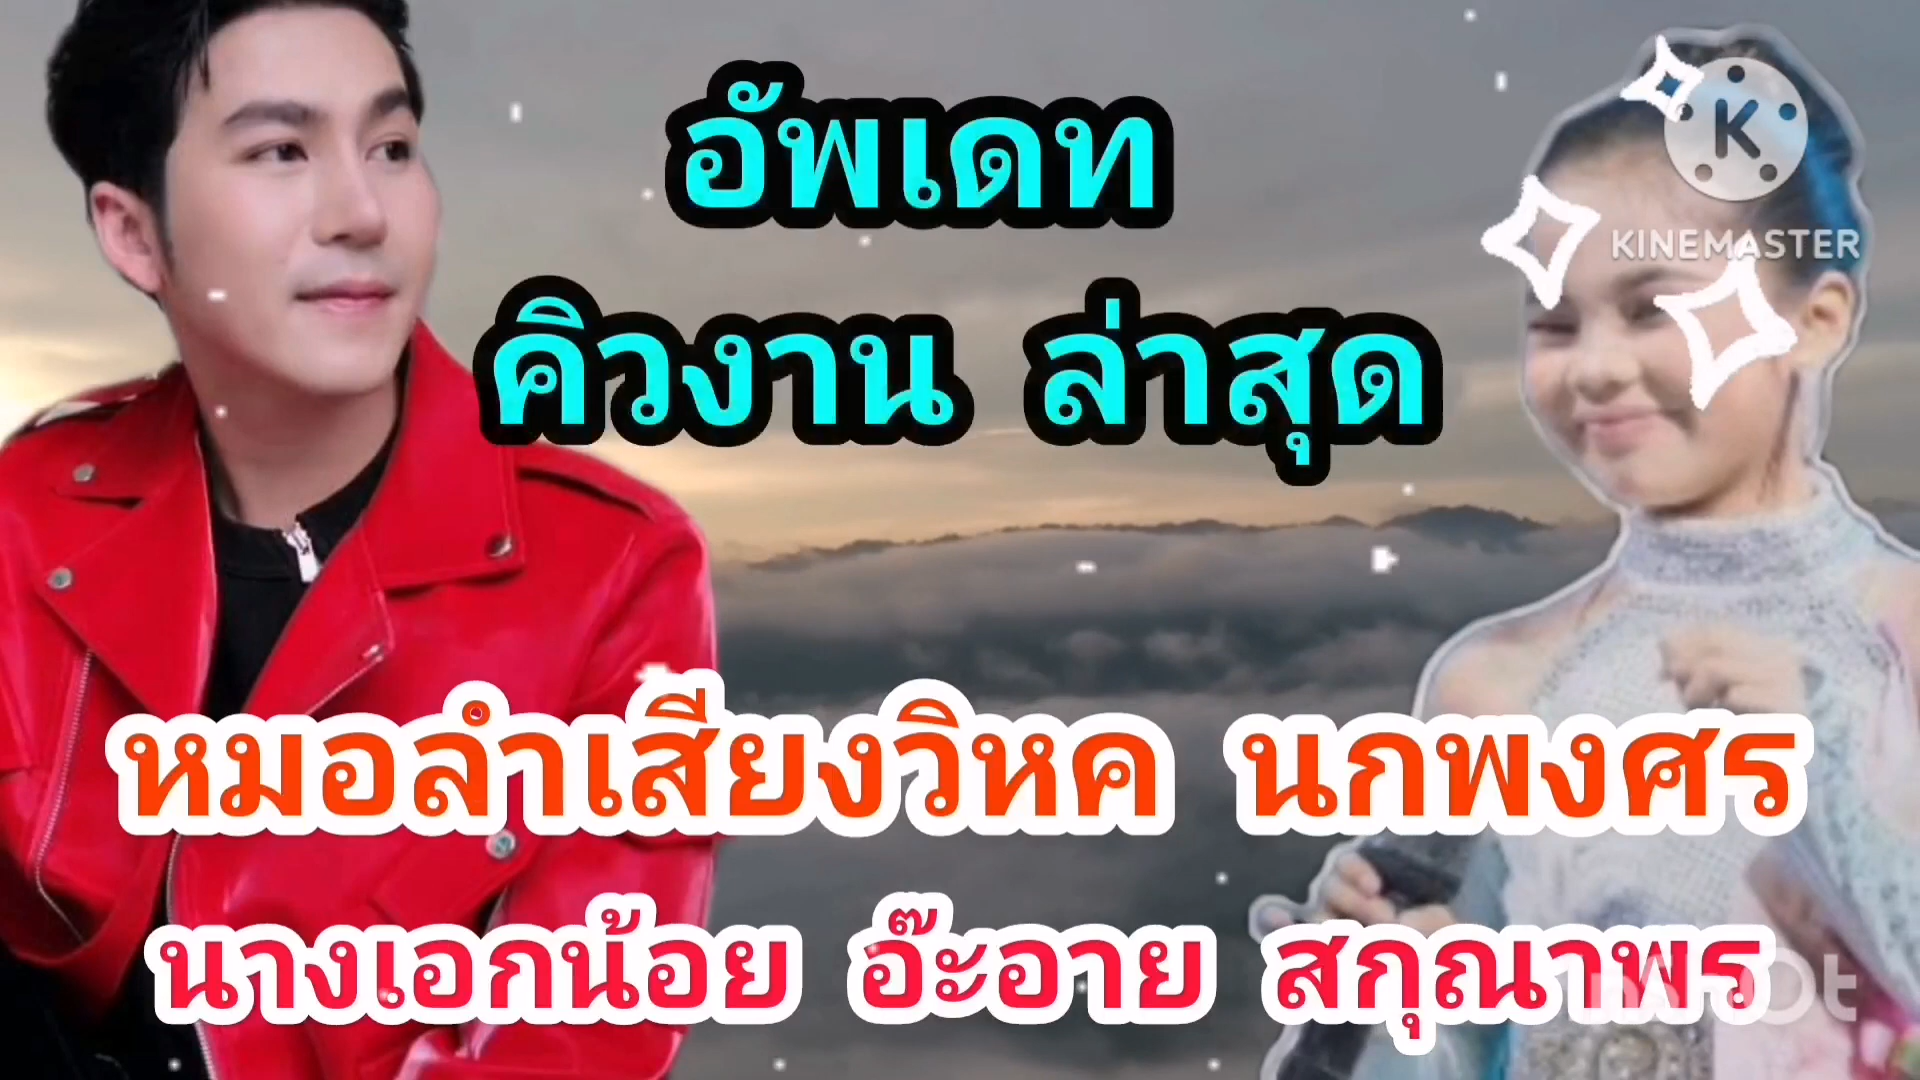 อัพเดท
คิวงาน ล่าสุด
KINEMASTER
หมอลำเสียงวิหค นกพงศร
นางเอกน้อย อ๊ะอาย สกุณาพร